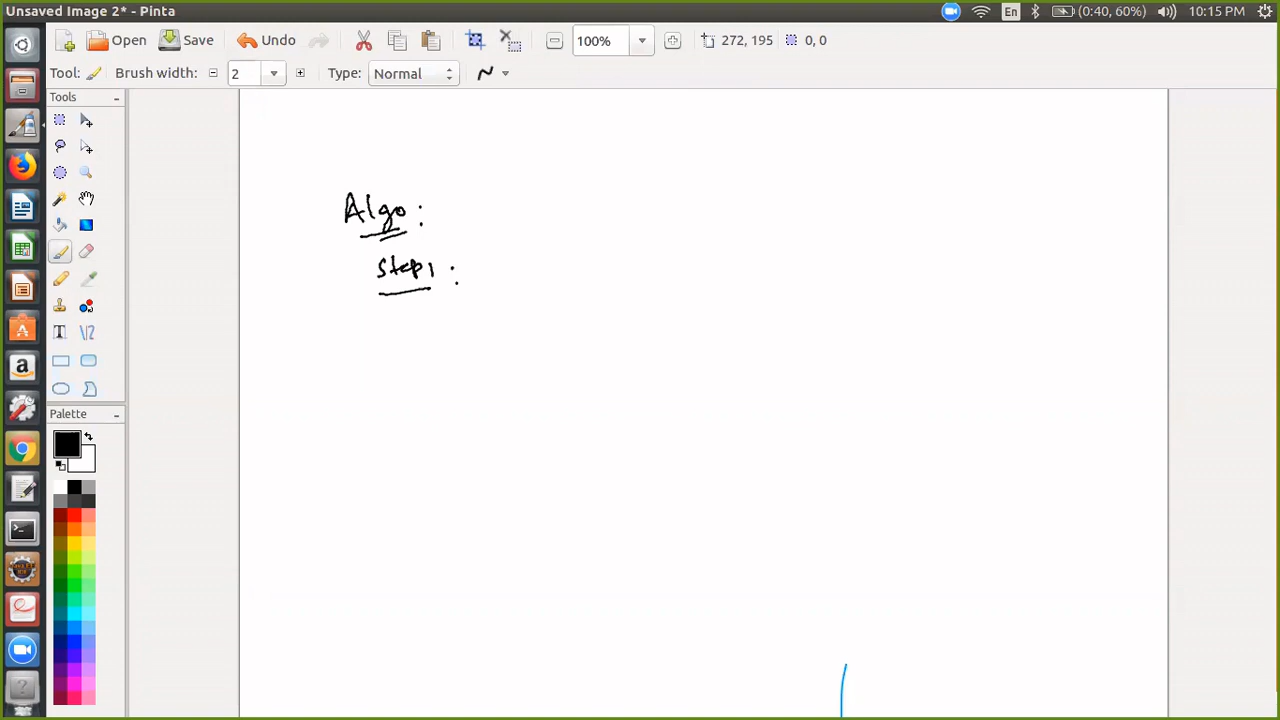 Unsaved Image 2* - Pinta
En
(0:40, 60%)
10:15 PM
Open
Save
Undo
100%
272, 195
0, 0
Tool:
Brush width:
2
Type:
Normal
Tools
Palette
Algo:
Step1 :